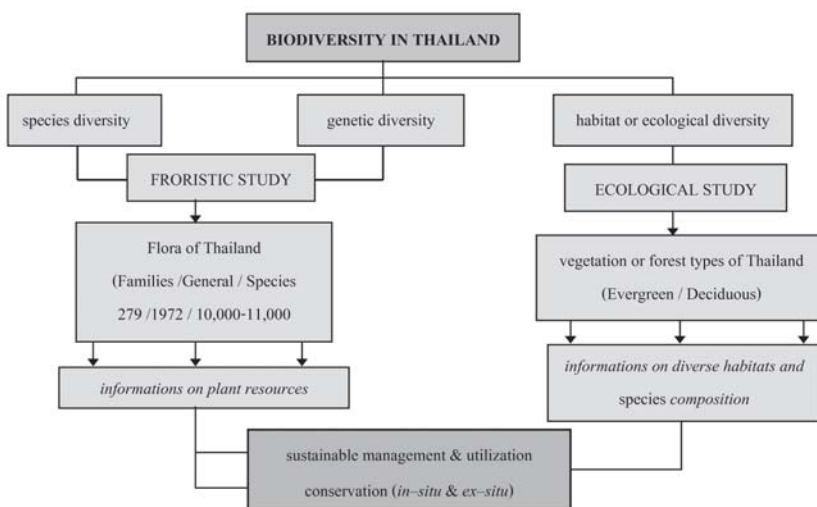 BIODIVERSITY IN THAILAND
species diversity
genetic diversity
habitat or ecological diversity
FRORISTIC STUDY
ECOLOGICAL STUDY
Flora of Thailand
(Families /General / Species
279 /1972 / 10,000-11,000
vegetation or forest types of Thailand
(Evergreen / Deciduous)
informations on plant resources
informations on diverse habitats and
species composition
sustainable management & utilization
conservation (in–situ & ex–situ)